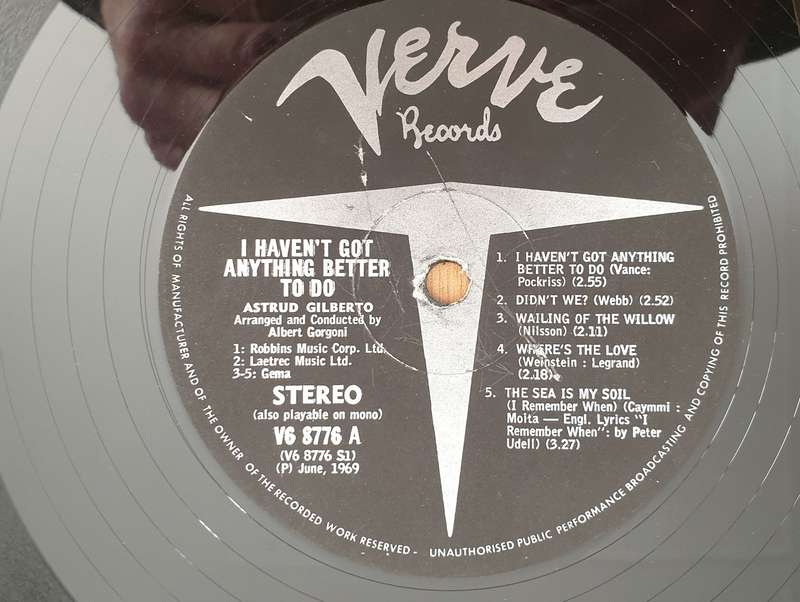 Verve
Records
I HAVEN'T GOT
ANYTHING BETTER
TO DO
ASTRUD GILBERTO
Arranged and Conducted by
Albert Gorgoni
1: Robbins Music Corp. Ltd.
2: Laetrec Music Ltd.
3-5: Gema
STEREO
(also playable on mono)
V6 8776 A
(V6 8776 S1)
(P) June, 1969
1. I HAVEN'T GOT ANYTHING
BETTER TO DO (Vance:
Pockriss) (2.55)
2. DIDN'T WE? (Webb) (2.52)
3. WAILING OF THE WILLOW
(Nilsson) (2.11)
4. WHERE'S THE LOVE
(Weinstein : Legrand)
(2.18)
5. THE SEA IS MY SOIL
(I Remember When) (Caymmi :
Moita — Engl. Lyrics "I
Remember When": by Peter
Udell) (3.27)
ALL RIGHTS OF MANUFACTURER AND OF THE OWNER OF THE RECORDED WORK RESERVED - UNAUTHORISED PUBLIC PERFORMANCE BROADCASTING AND COPYING OF THIS RECORD PROHIBITED